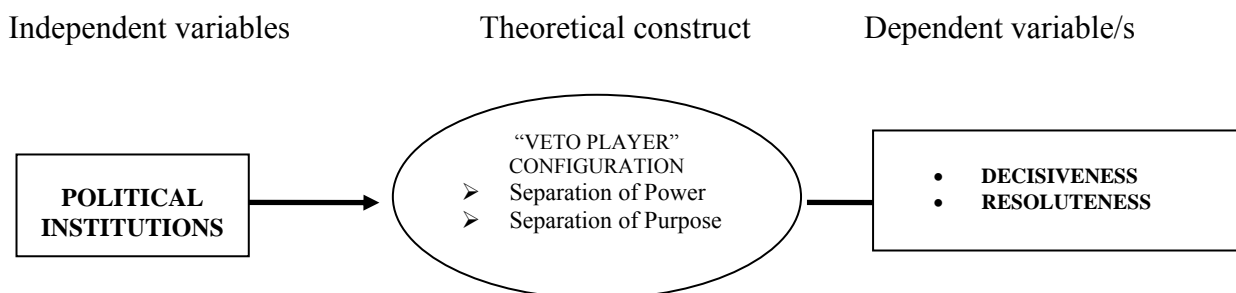 Independent variables
Theoretical construct
Dependent variable/s
POLITICAL
INSTITUTIONS
“VETO PLAYER”
CONFIGURATION
➢ Separation of Power
➢ Separation of Purpose
• DECISIVENESS
• RESOLUTENESS